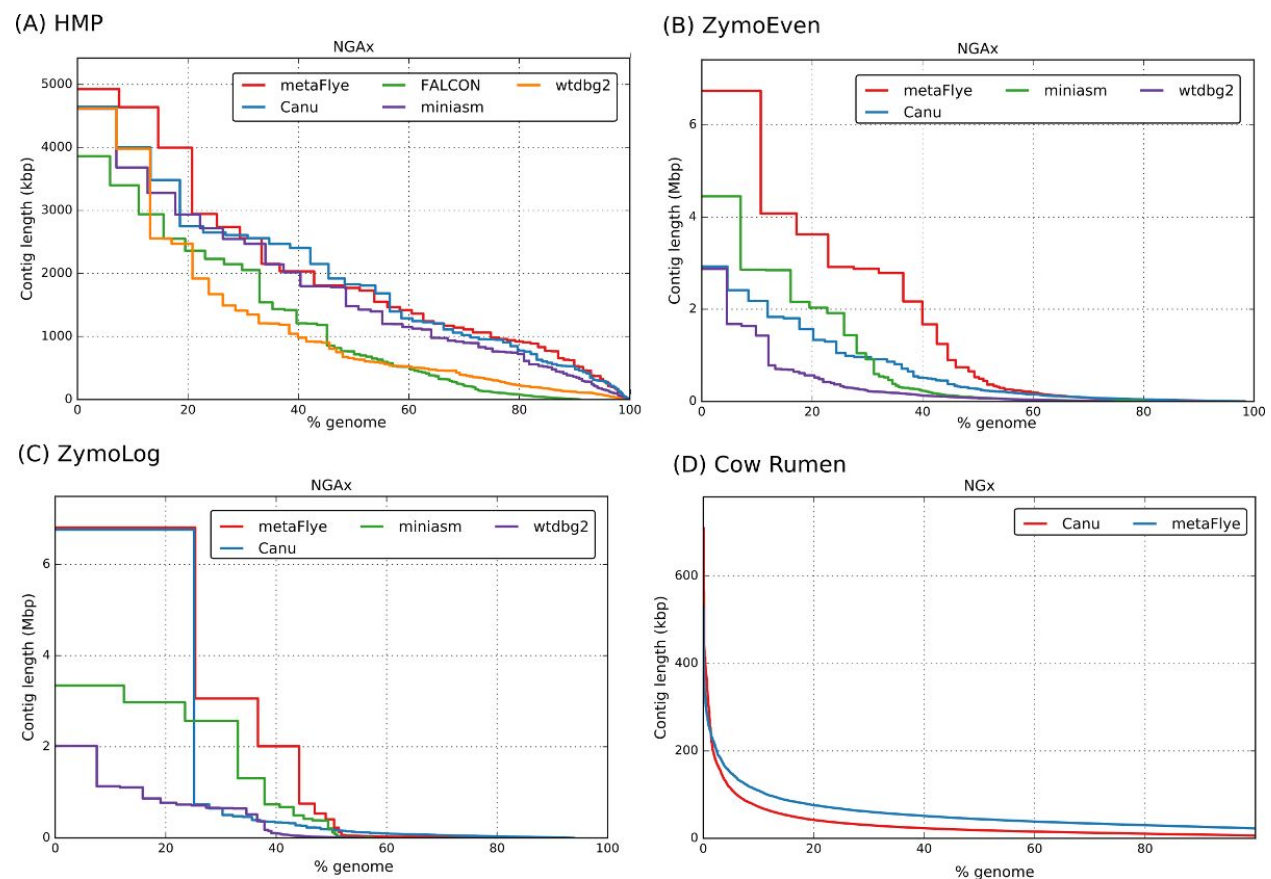 (A) HMP
NGAx
metaFlye FALCON wtdbg2
Canu miniasm
5000
4000
3000
2000
1000
0
Contig length (kbp)
0 20 40 60 80 100
% genome
(B) ZymoEven
NGAx
metaFlye miniasm wtdbg2
Canu
6
4
2
0
Contig length (Mbp)
0 20 40 60 80 100
% genome
(C) ZymoLog
NGAx
metaFlye miniasm wtdbg2
Canu
6
4
2
0
Contig length (Mbp)
0 20 40 60 80 100
% genome
(D) Cow Rumen
NGx
Canu metaFlye
600
400
200
0
Contig length (kbp)
0 20 40 60 80
% genome